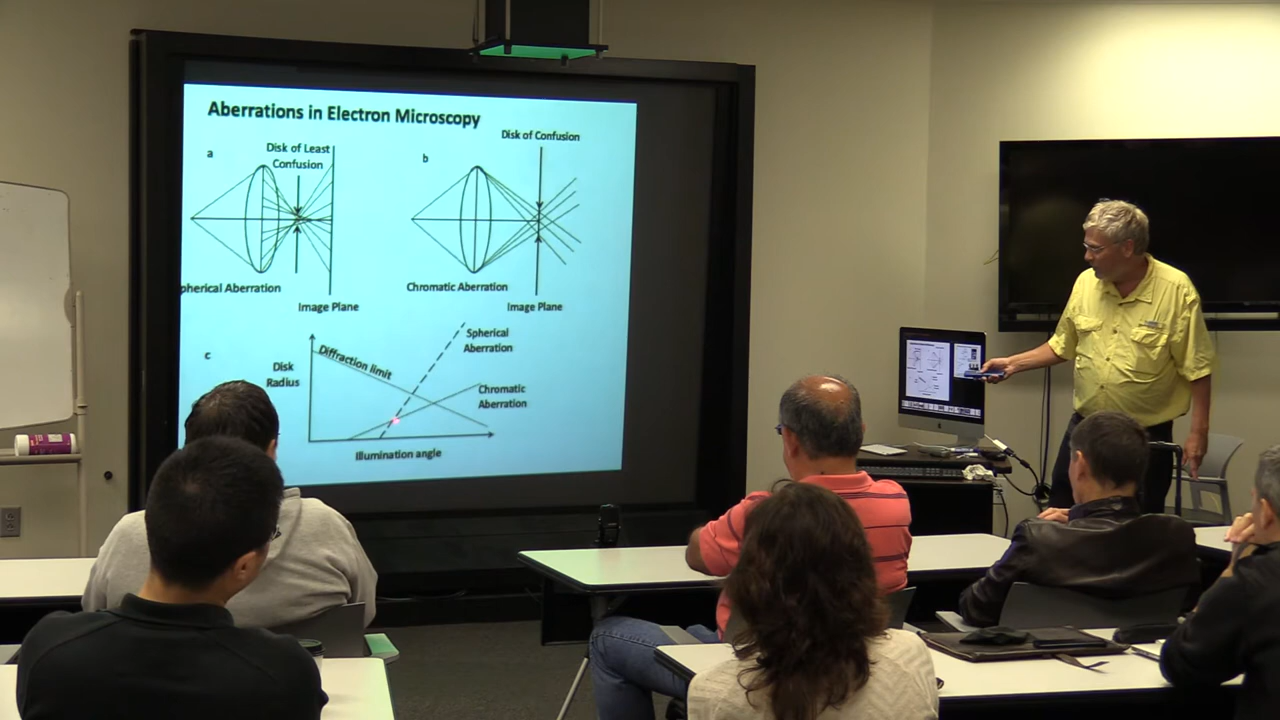 Aberrations in Electron Microscopy
a
Disk of Least
Confusion
pherical Aberration
Image Plane
b
Disk of Confusion
Chromatic Aberration
Image Plane
c
Disk
Radius
Diffraction limit
Spherical
Aberration
Chromatic
Aberration
Illumination angle